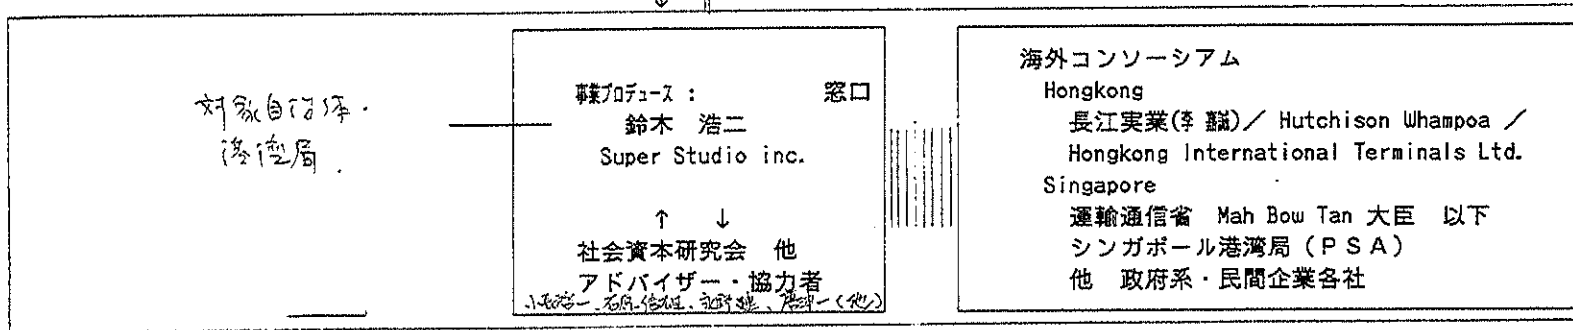 対象自治体・
港湾局
事業プロデュース： 窓口
鈴木 浩二
Super Studio inc.
↑ ↓
社会資本研究会 他
アドバイザー・協力者
海外コンソーシアム
Hongkong
長江実業(李 誠)／ Hutchison Whampoa ／
Hongkong International Terminals Ltd.
Singapore
運輸通信省 Mah Bow Tan 大臣 以下
シンガポール港湾局（ＰＳＡ）
他 政府系・民間企業各社